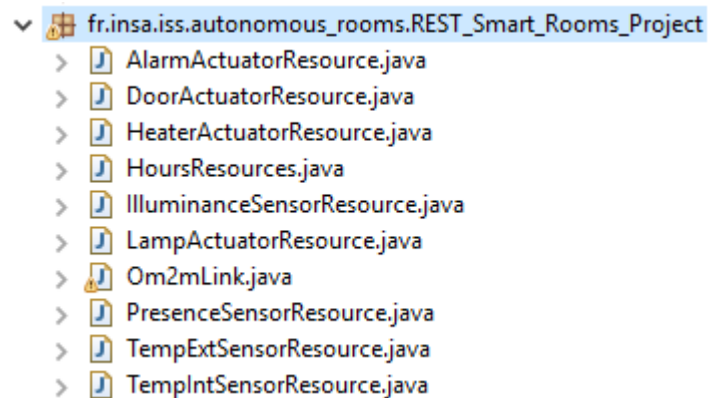 fr.insa.iss.autonomous_rooms.REST_Smart_Rooms_Project
AlarmActuatorResource.java
DoorActuatorResource.java
HeaterActuatorResource.java
HoursResources.java
IlluminanceSensorResource.java
LampActuatorResource.java
Om2mLink.java
PresenceSensorResource.java
TempExtSensorResource.java
TempIntSensorResource.java